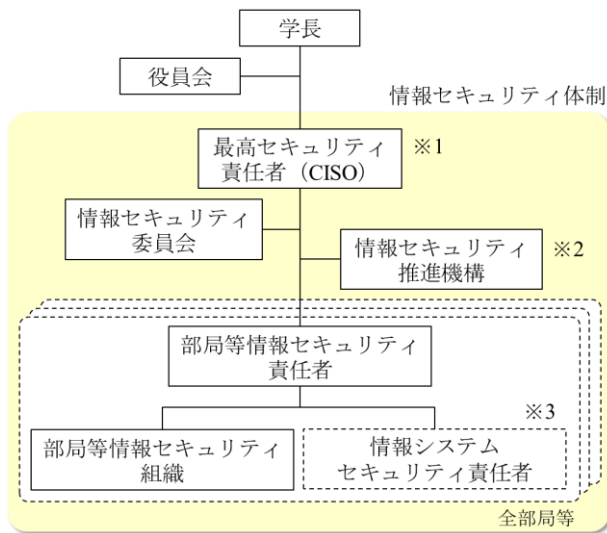 学長
役員会
情報セキュリティ体制
最高セキュリティ
責任者（CISO）
※1
情報セキュリティ
委員会
情報セキュリティ
推進機構
※2
部局等情報セキュリティ
責任者
※3
部局等情報セキュリティ
組織
情報システム
セキュリティ責任者
全部局等